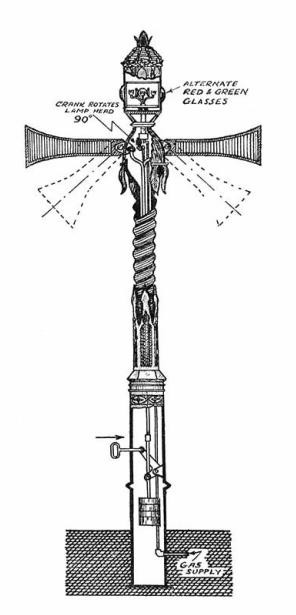 ALTERNATE
RED & GREEN
GLASSES
CRANK ROTATES
LAMP HEAD
90°
GAS
SUPPLY